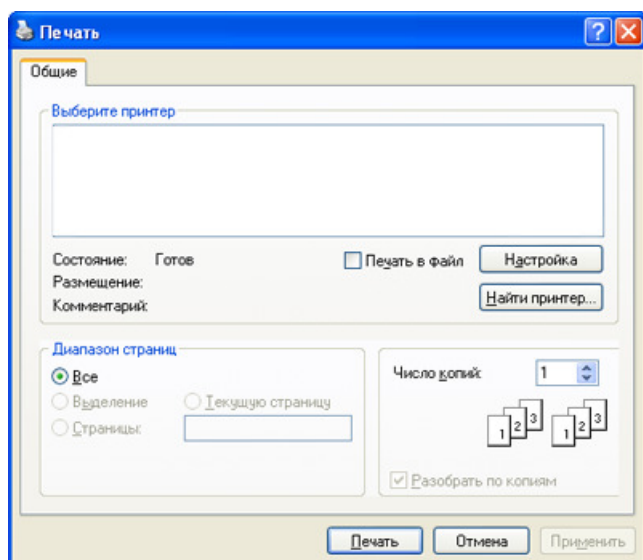 Печать
Общие
Выберите принтер
Состояние: Готов
Печать в файл
Настройка
Размещение:
Найти принтер...
Комментарий:
Диапазон страниц
Все
Выделение
Текущую страницу
Страницы:
Число копий:
1
1 2 3 1 2 3
Разобрать по копиям
Печать
Отмена
Применить